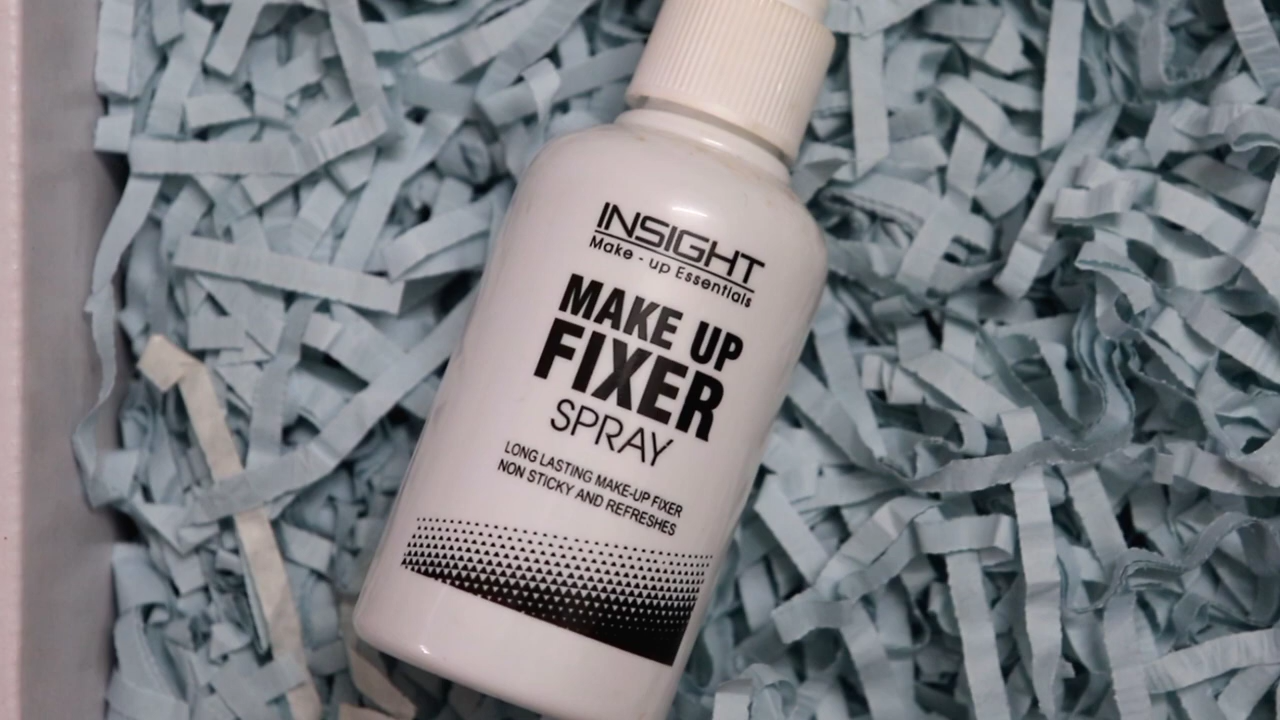 INSIGHT
Make - up Essentials
MAKE UP
FIXER
SPRAY
LONG LASTING MAKE-UP FIXER
NON STICKY AND REFRESHES